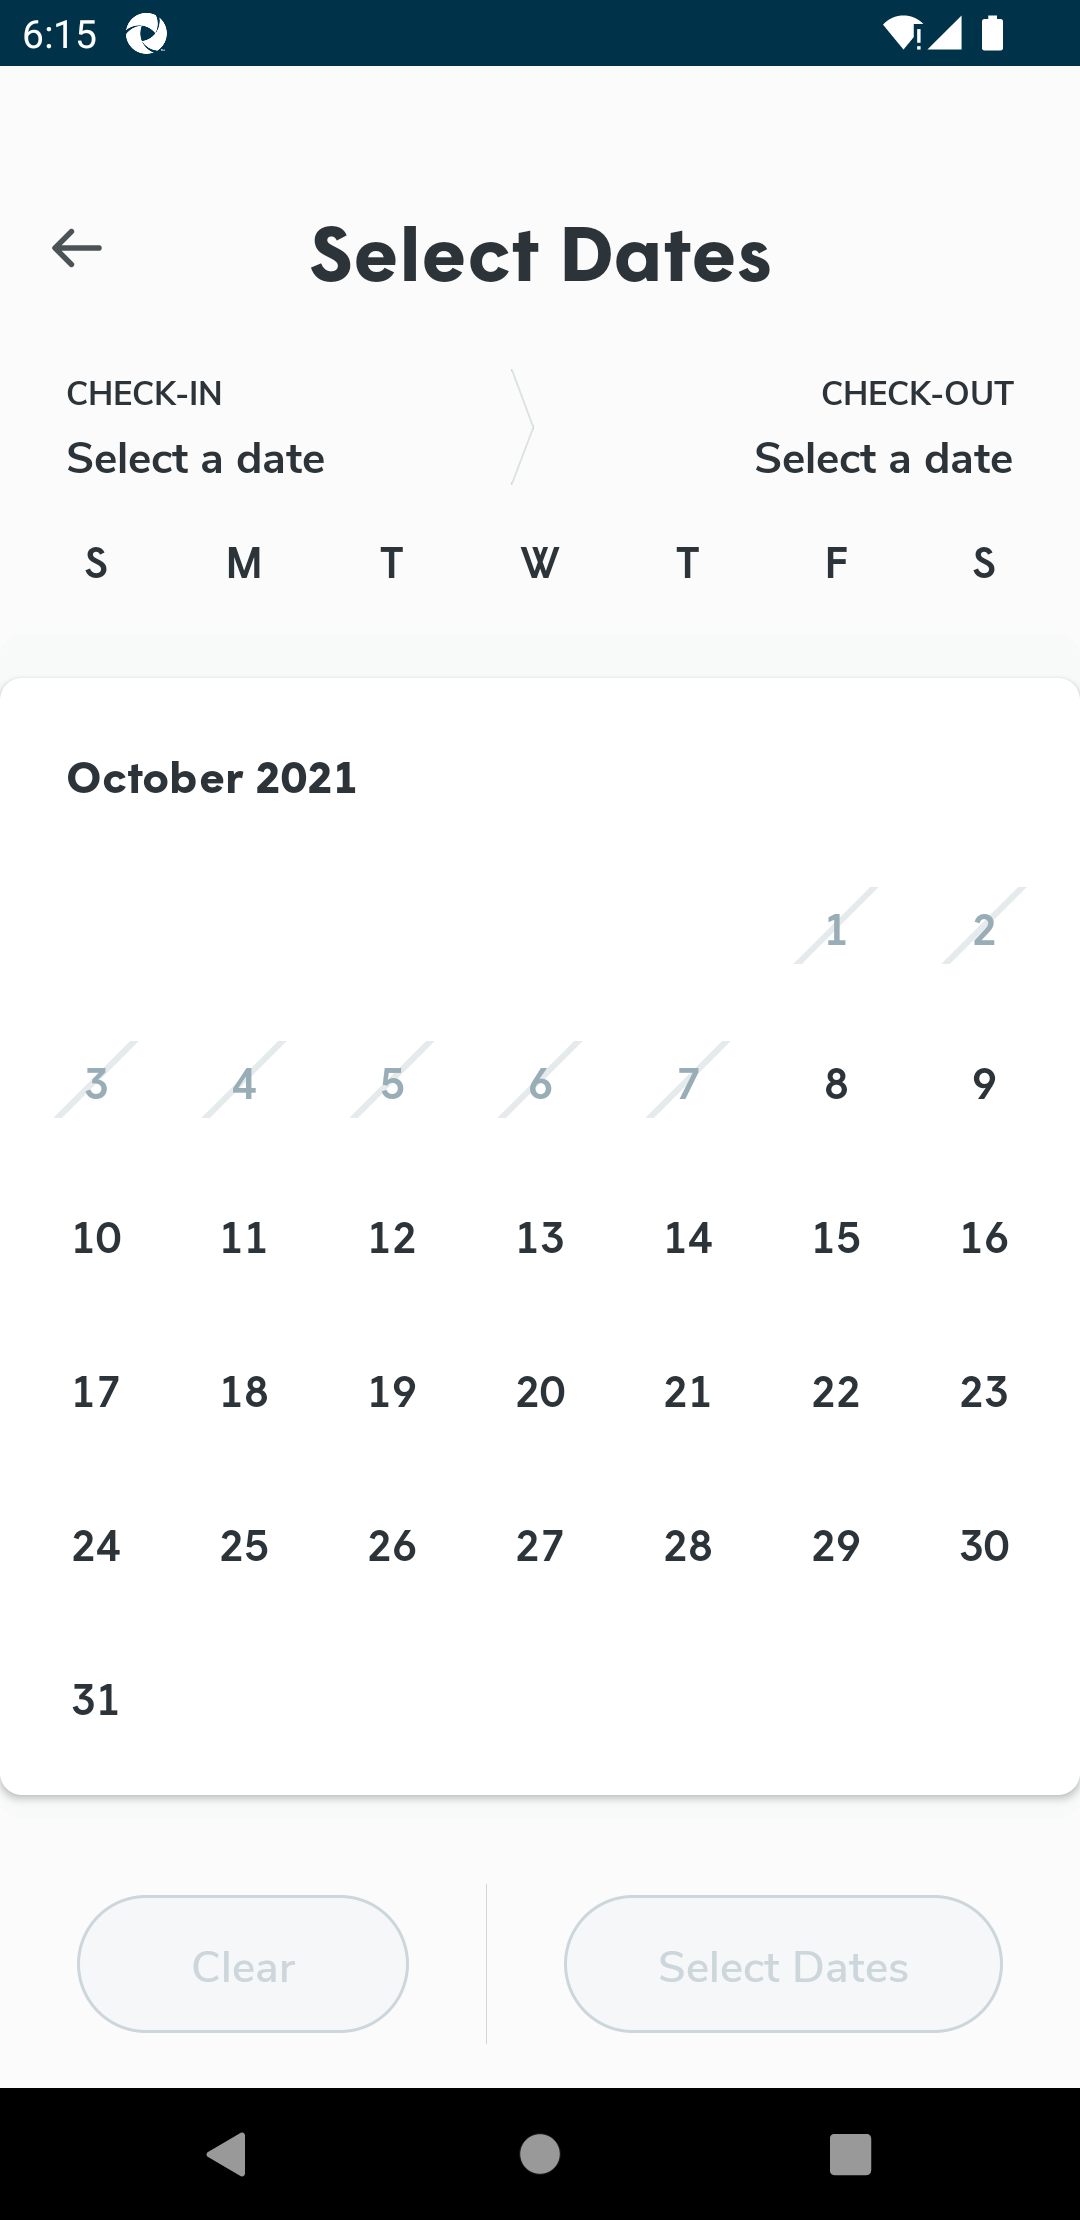 6:15
Select Dates
CHECK-IN CHECK-OUT
Select a date Select a date
S M T W T F S
October 2021
1 2
3 4 5 6 7 8 9
10 11 12 13 14 15 16
17 18 19 20 21 22 23
24 25 26 27 28 29 30
31
Clear Select Dates